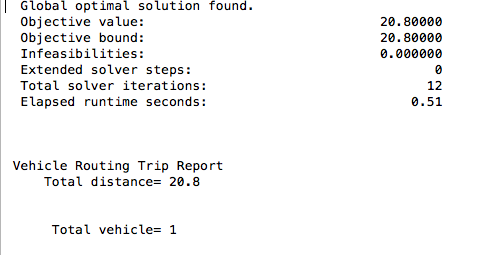 Global optimal solution found.
Objective value: 20.80000
Objective bound: 20.80000
Infeasibilities: 0.000000
Extended solver steps: 0
Total solver iterations: 12
Elapsed runtime seconds: 0.51
Vehicle Routing Trip Report
Total distance= 20.8
Total vehicle= 1